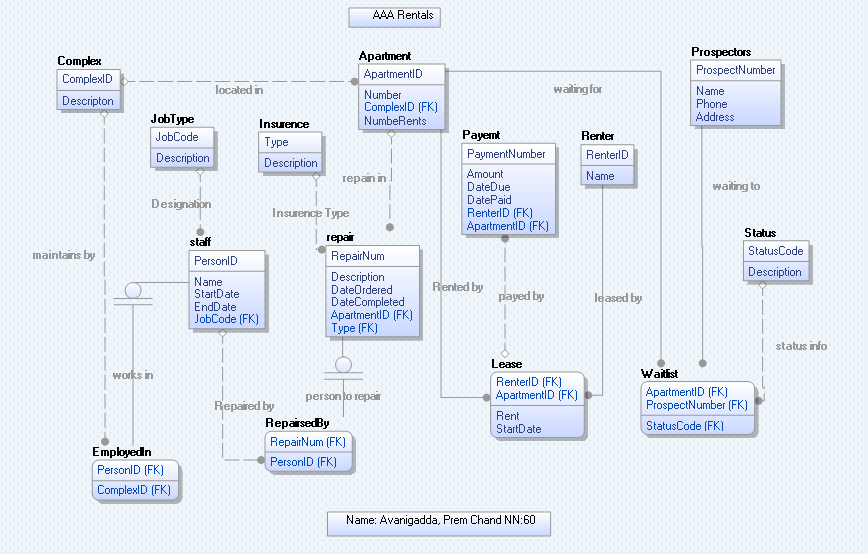 AAA Rentals
Complex
ComplexID
Descripton
located in
Apartment
ApartmentID
Number
ComplexID (FK)
NumbeRents
waiting for
Prospectors
ProspectNumber
Name
Phone
Address
JobType
JobCode
Description
Insurence
Type
Description
repair in
Payemt
PaymentNumber
Amount
DateDue
DatePaid
RenterID (FK)
ApartmentID (FK)
Renter
RenterID
Name
waiting to
Designation
Insurence Type
maintains by
staff
PersonID
Name
StartDate
EndDate
JobCode (FK)
repair
RepairNum
Description
DateOrdered
DateCompleted
ApartmentID (FK)
Type (FK)
Rented by
payed by
leased by
Status
StatusCode
Description
status info
works in
Repaired by
person to repair
Lease
RenterID (FK)
ApartmentID (FK)
Rent
StartDate
Waitlist
ApartmentID (FK)
ProspectNumber (FK)
StatusCode (FK)
EmployedIn
PersonID (FK)
ComplexID (FK)
RepairsedBy
RepairNum (FK)
PersonID (FK)
Name: Avanigadda, Prem Chand NN:60